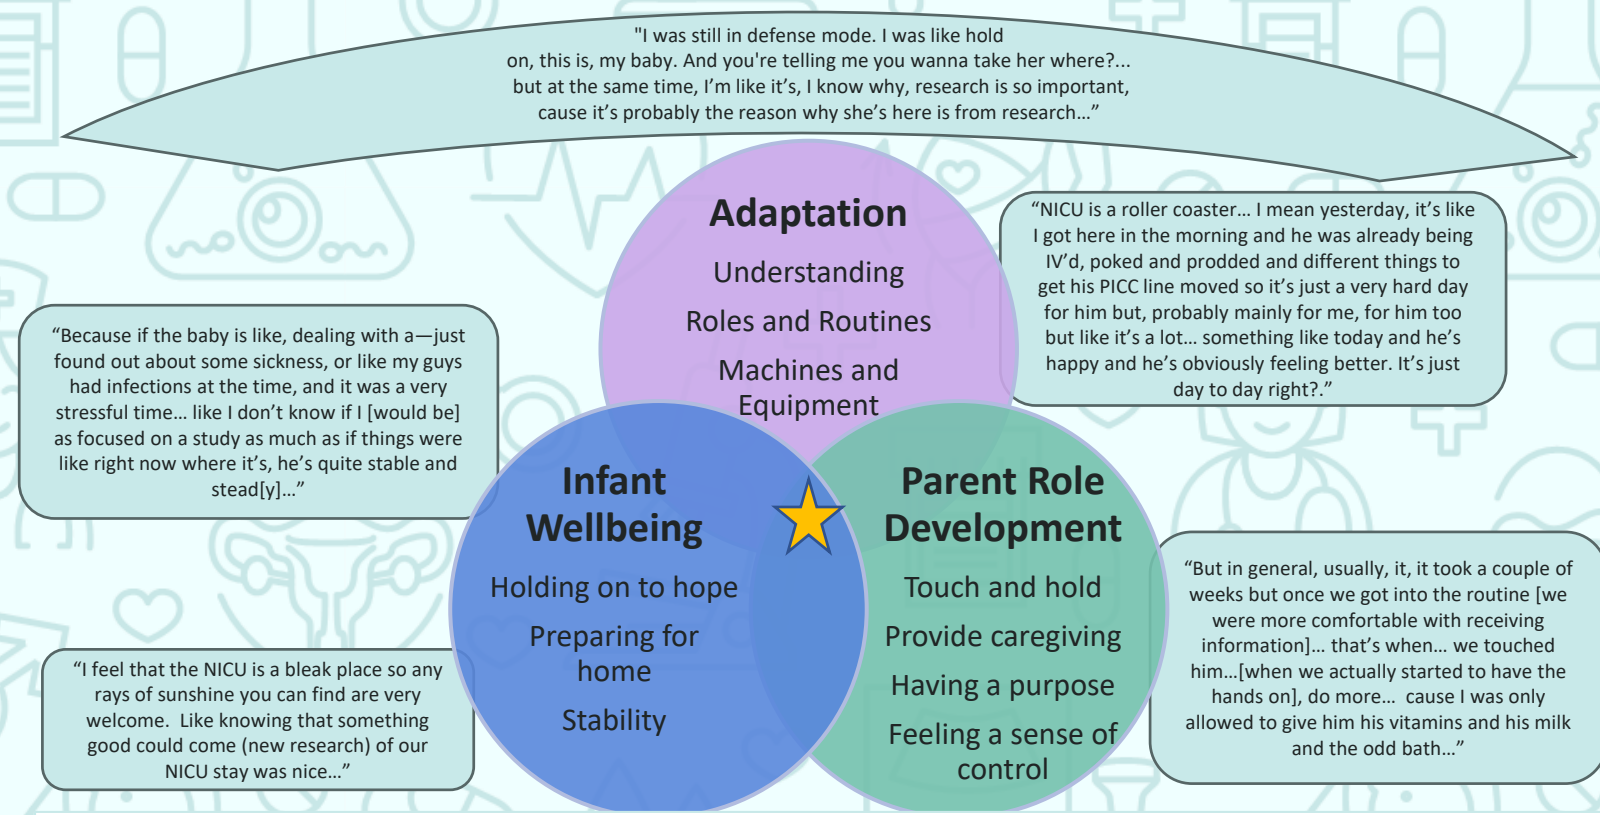 "I was still in defense mode. I was like hold
on, this is, my baby. And you're telling me you wanna take her where?...
but at the same time, I’m like it’s, I know why, research is so important,
cause it’s probably the reason why she’s here is from research…”
Adaptation
Understanding
Roles and Routines
Machines and
Equipment
“NICU is a roller coaster… I mean yesterday, it’s like
I got here in the morning and he was already being
IV’d, poked and prodded and different things to
get his PICC line moved so it’s just a very hard day
for him but, probably mainly for me, for him too
but like it’s a lot… something like today and he’s
happy and he’s obviously feeling better. It’s just
day to day right?.”
“Because if the baby is like, dealing with a—just
found out about some sickness, or like my guys
had infections at the time, and it was a very
stressful time… like I don’t know if I [would be]
as focused on a study as much as if things were
like right now where it’s, he’s quite stable and
stead[y]…”
Infant
Wellbeing
Holding on to hope
Preparing for
home
Stability
Parent Role
Development
Touch and hold
Provide caregiving
Having a purpose
Feeling a sense of
control
“I feel that the NICU is a bleak place so any
rays of sunshine you can find are very
welcome.  Like knowing that something
good could come (new research) of our
NICU stay was nice…”
“But in general, usually, it, it took a couple of
weeks but once we got into the routine [we
were more comfortable with receiving
information]… that’s when… we touched
him…[when we actually started to have the
hands on], do more…  cause I was only
allowed to give him his vitamins and his milk
and the odd bath…”